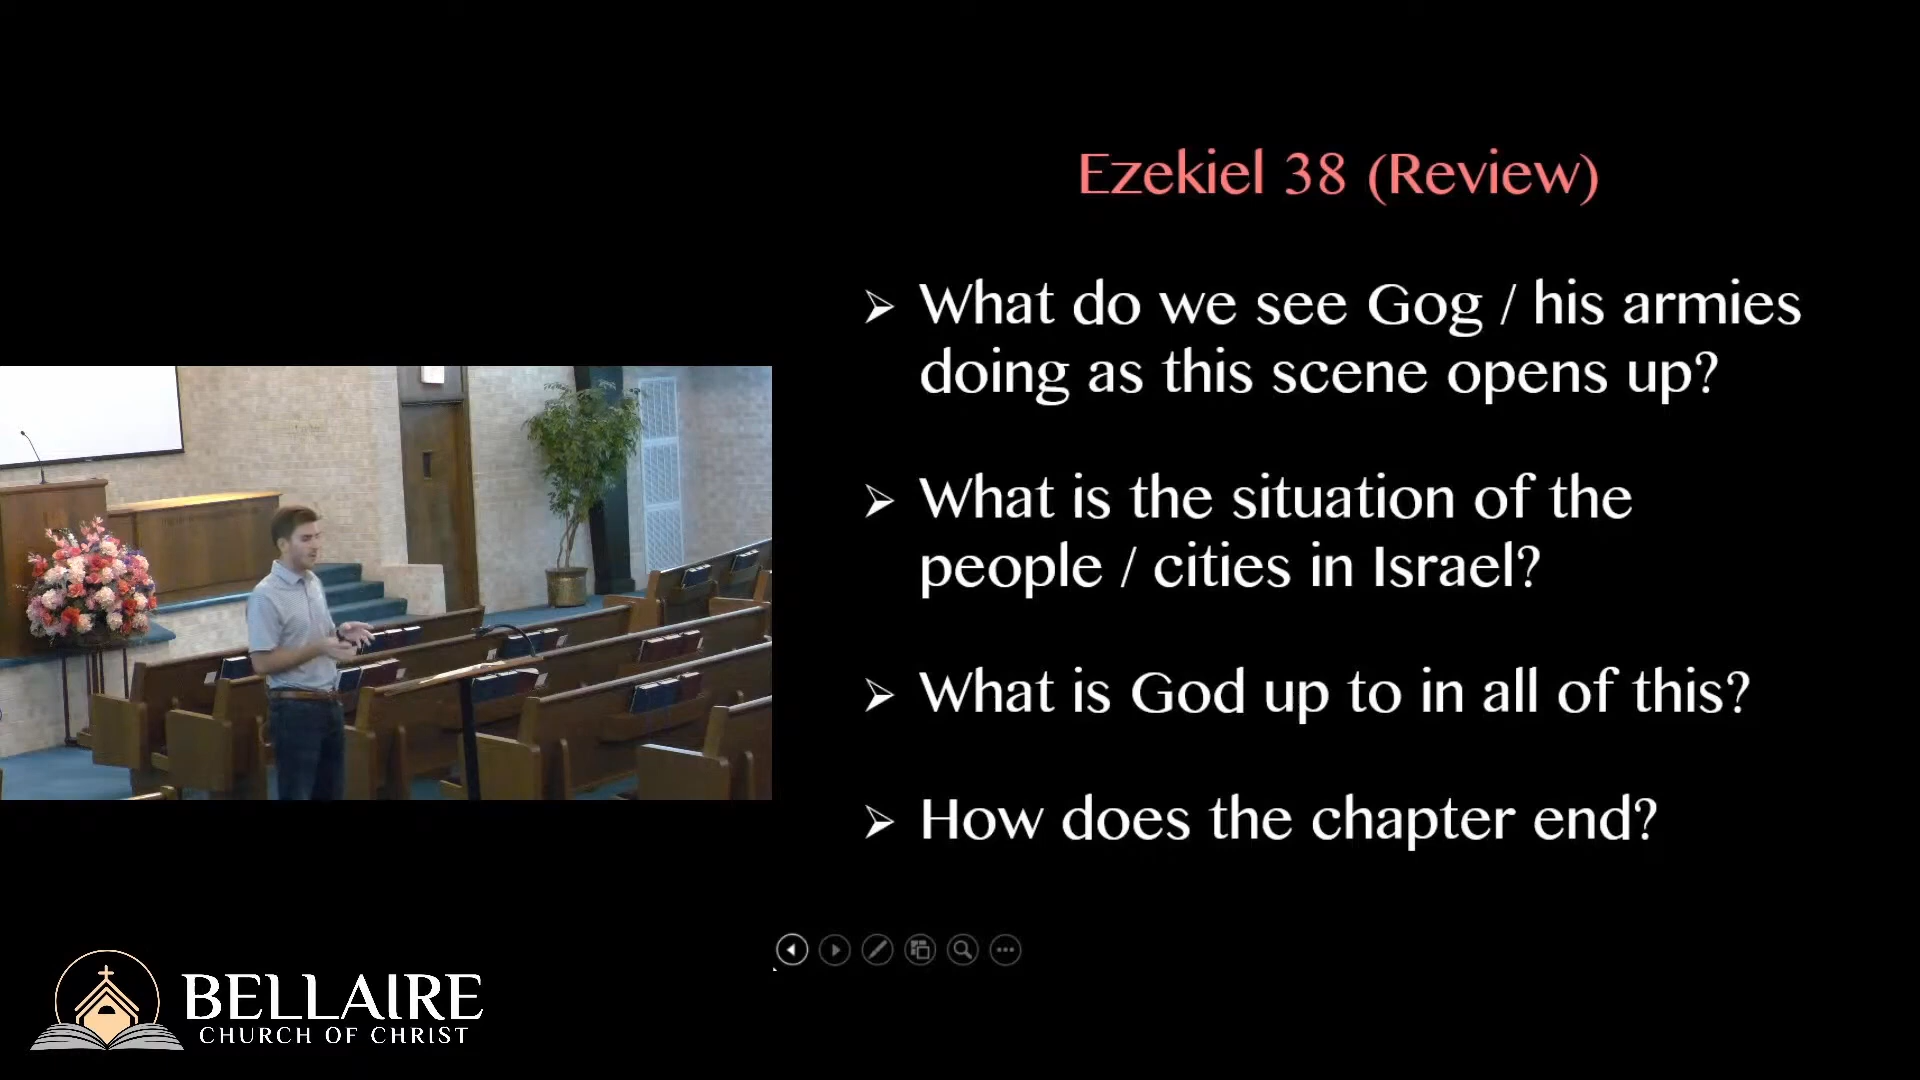 Ezekiel 38 (Review)
➢ What do we see Gog / his armies
doing as this scene opens up?
➢ What is the situation of the
people / cities in Israel?
➢ What is God up to in all of this?
➢ How does the chapter end?
BELLAIRE
CHURCH OF CHRIST